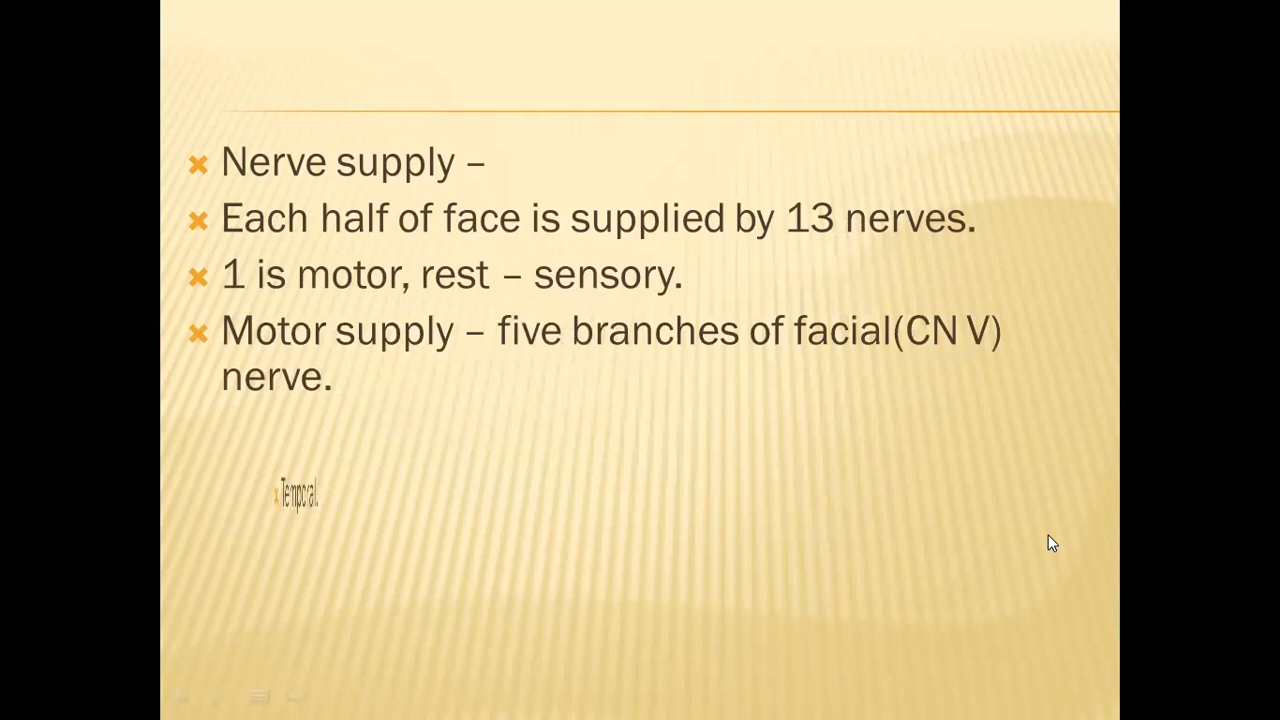 Nerve supply –
Each half of face is supplied by 13 nerves.
1 is motor, rest – sensory.
Motor supply – five branches of facial(CN V)
nerve.
Temporal.